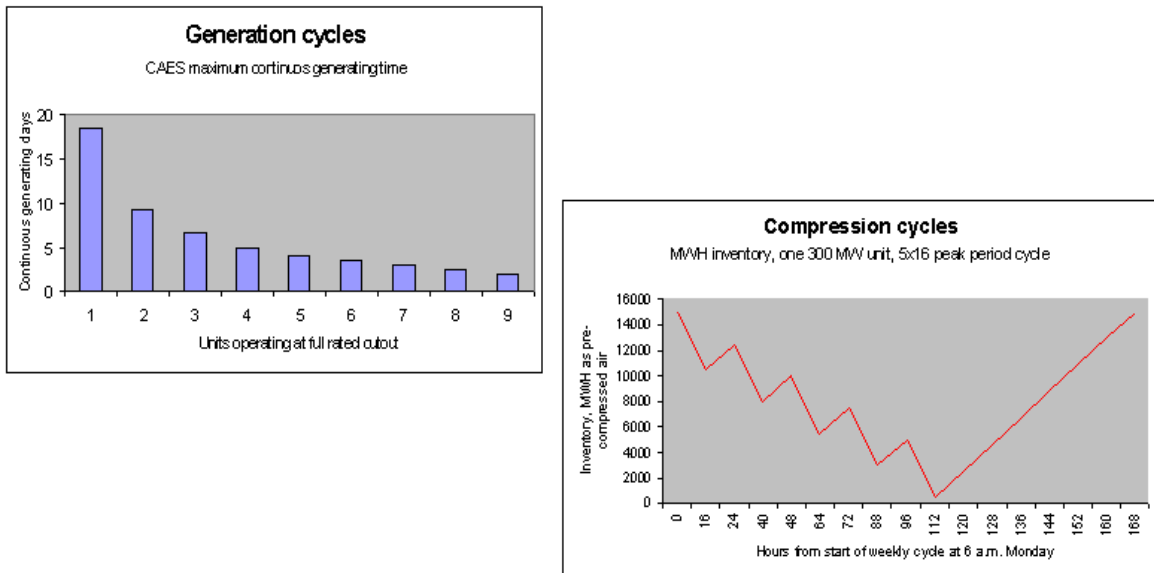 Generation cycles
CAES maximum continuos generating time
Continuous generating days
20
15
10
5
0
1 2 3 4 5 6 7 8 9
Units operating at full rated output
Compression cycles
MWH inventory, one 300 MW unit, 5x16 peak period cycle
Inventory, MWH as pre-
compressed air
16000
14000
12000
10000
8000
6000
4000
2000
0
0 16 24 40 48 64 72 88 96 112 120 128 136 144 152 160 168
Hours from start of weekly cycle at 6 a.m. Monday